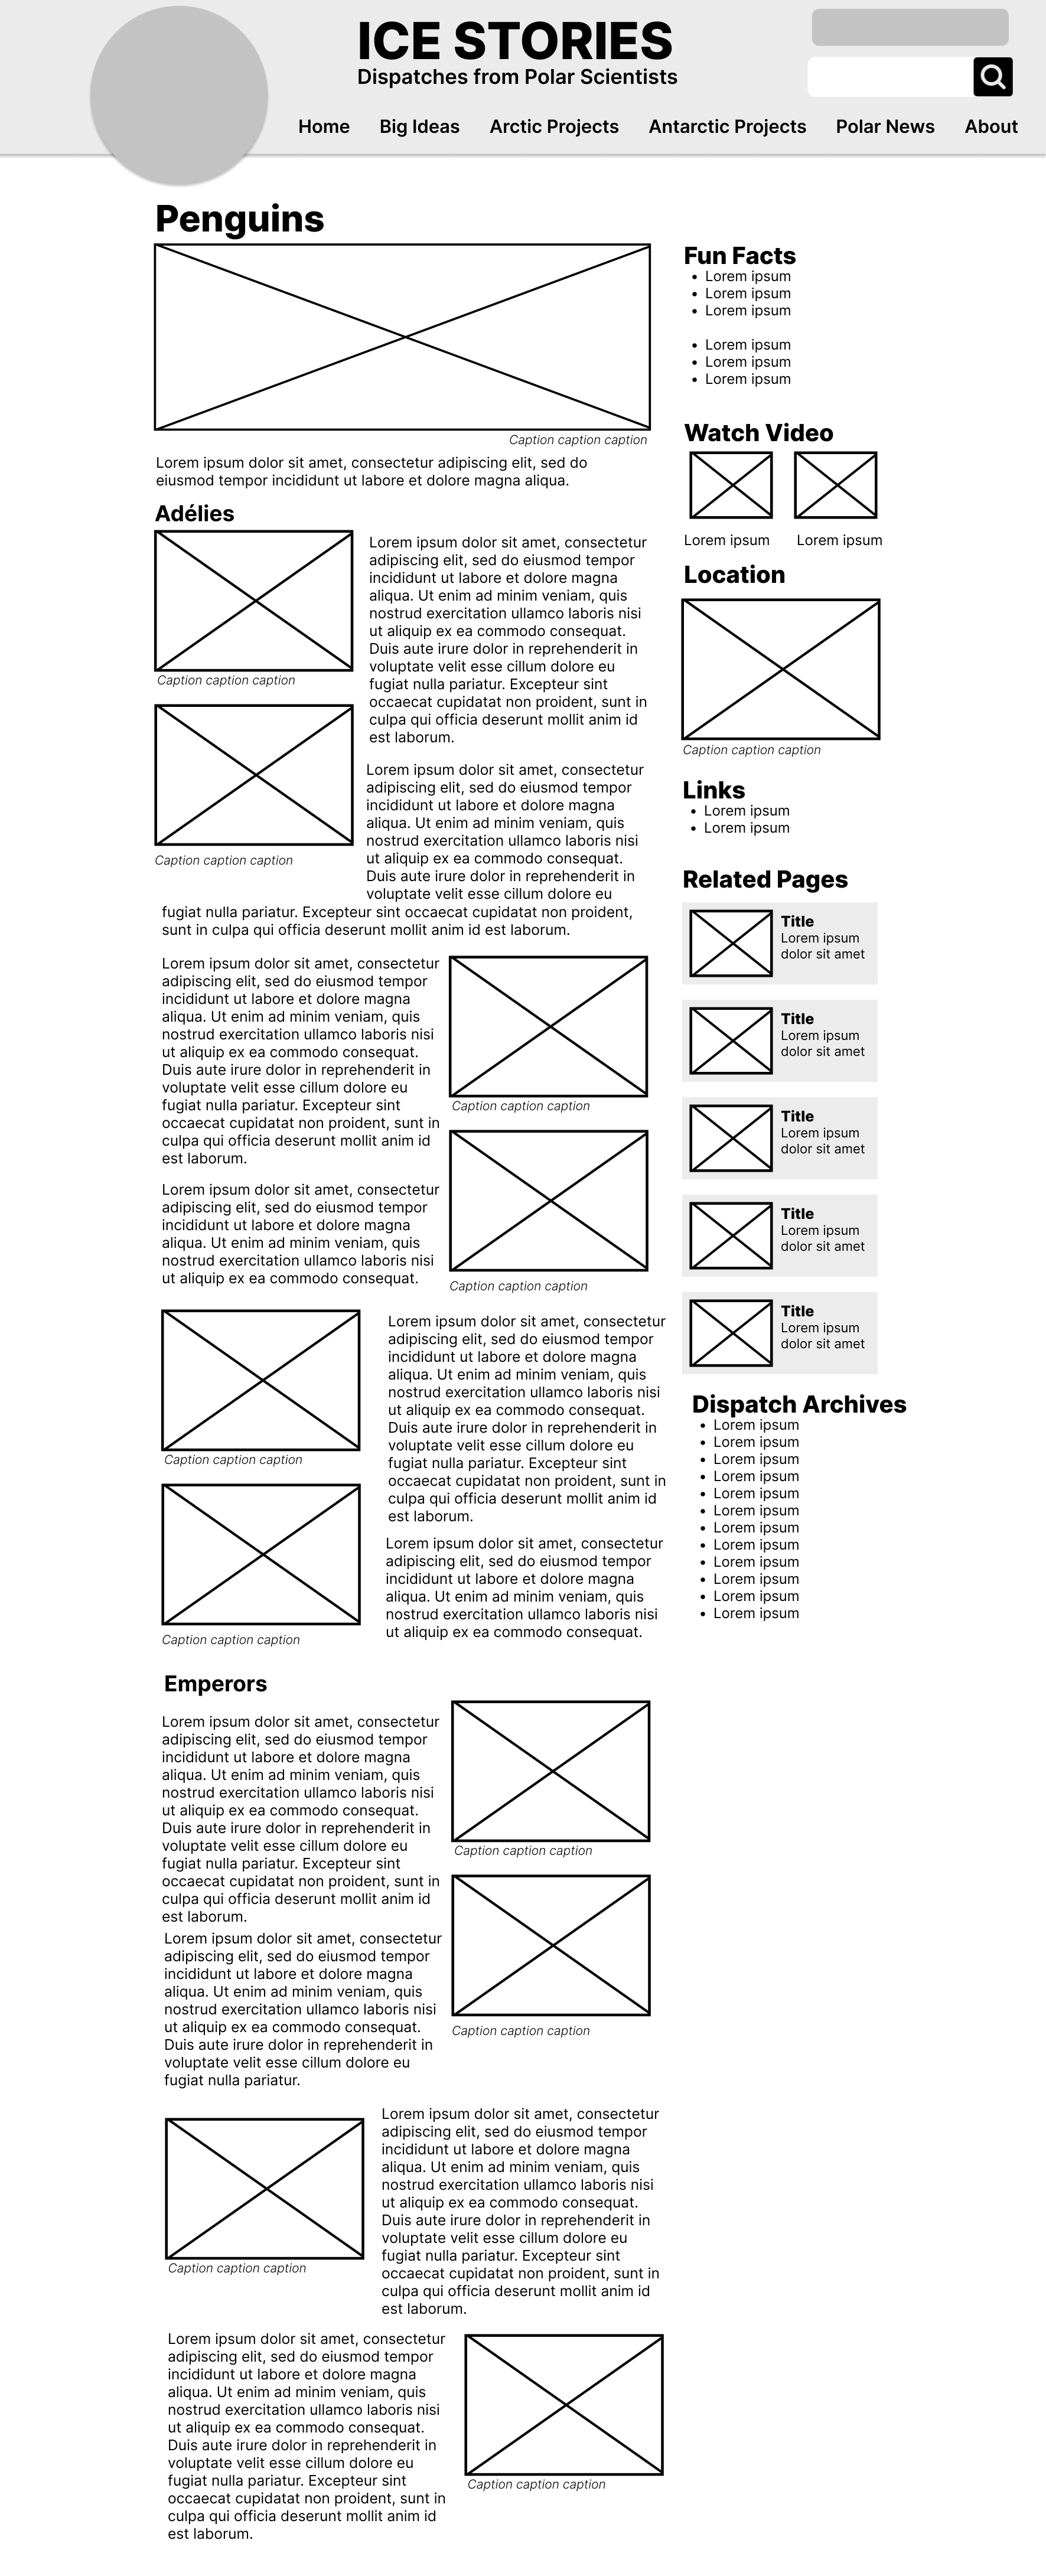 ICE STORIES
Dispatches from Polar Scientists
Home Big Ideas Arctic Projects Antarctic Projects Polar News About
Penguins
Caption caption caption
Lorem ipsum dolor sit amet, consectetur adipiscing elit, sed do
eiusmod tempor incididunt ut labore et dolore magna aliqua.
Adélies
Caption caption caption
Caption caption caption
Lorem ipsum dolor sit amet, consectetur
adipiscing elit, sed do eiusmod tempor
incididunt ut labore et dolore magna
aliqua. Ut enim ad minim veniam, quis
nostrud exercitation ullamco laboris nisi
ut aliquip ex ea commodo consequat.
Duis aute irure dolor in reprehenderit in
voluptate velit esse cillum dolore eu
fugiat nulla pariatur. Excepteur sint
occaecat cupidatat non proident, sunt in
culpa qui officia deserunt mollit anim id
est laborum.
Lorem ipsum dolor sit amet, consectetur
adipiscing elit, sed do eiusmod tempor
incididunt ut labore et dolore magna
aliqua. Ut enim ad minim veniam, quis
nostrud exercitation ullamco laboris nisi
ut aliquip ex ea commodo consequat.
Duis aute irure dolor in reprehenderit in
voluptate velit esse cillum dolore eu
fugiat nulla pariatur. Excepteur sint occaecat cupidatat non proident,
sunt in culpa qui officia deserunt mollit anim id est laborum.
Lorem ipsum dolor sit amet, consectetur
adipiscing elit, sed do eiusmod tempor
incididunt ut labore et dolore magna
aliqua. Ut enim ad minim veniam, quis
nostrud exercitation ullamco laboris nisi
ut aliquip ex ea commodo consequat.
Duis aute irure dolor in reprehenderit in
voluptate velit esse cillum dolore eu
fugiat nulla pariatur. Excepteur sint
occaecat cupidatat non proident, sunt in
culpa qui officia deserunt mollit anim id
est laborum.
Lorem ipsum dolor sit amet, consectetur
adipiscing elit, sed do eiusmod tempor
incididunt ut labore et dolore magna
aliqua. Ut enim ad minim veniam, quis
nostrud exercitation ullamco laboris nisi
ut aliquip ex ea commodo consequat.
Caption caption caption
Caption caption caption
Caption caption caption
Caption caption caption
Lorem ipsum dolor sit amet, consectetur
adipiscing elit, sed do eiusmod tempor
incididunt ut labore et dolore magna
aliqua. Ut enim ad minim veniam, quis
nostrud exercitation ullamco laboris nisi
ut aliquip ex ea commodo consequat.
Duis aute irure dolor in reprehenderit in
voluptate velit esse cillum dolore eu
fugiat nulla pariatur. Excepteur sint
occaecat cupidatat non proident, sunt in
culpa qui officia deserunt mollit anim id
est laborum.
Lorem ipsum dolor sit amet, consectetur
adipiscing elit, sed do eiusmod tempor
incididunt ut labore et dolore magna
aliqua. Ut enim ad minim veniam, quis
nostrud exercitation ullamco laboris nisi
ut aliquip ex ea commodo consequat.
Emperors
Lorem ipsum dolor sit amet, consectetur
adipiscing elit, sed do eiusmod tempor
incididunt ut labore et dolore magna
aliqua. Ut enim ad minim veniam, quis
nostrud exercitation ullamco laboris nisi
ut aliquip ex ea commodo consequat.
Duis aute irure dolor in reprehenderit in
voluptate velit esse cillum dolore eu
fugiat nulla pariatur. Excepteur sint
occaecat cupidatat non proident, sunt in
culpa qui officia deserunt mollit anim id
est laborum.
Lorem ipsum dolor sit amet, consectetur
adipiscing elit, sed do eiusmod tempor
incididunt ut labore et dolore magna
aliqua. Ut enim ad minim veniam, quis
nostrud exercitation ullamco laboris nisi
ut aliquip ex ea commodo consequat.
Duis aute irure dolor in reprehenderit in
voluptate velit esse cillum dolore eu
fugiat nulla pariatur.
Caption caption caption
Caption caption caption
Caption caption caption
Lorem ipsum dolor sit amet, consectetur
adipiscing elit, sed do eiusmod tempor
incididunt ut labore et dolore magna
aliqua. Ut enim ad minim veniam, quis
nostrud exercitation ullamco laboris nisi
ut aliquip ex ea commodo consequat.
Duis aute irure dolor in reprehenderit in
voluptate velit esse cillum dolore eu
fugiat nulla pariatur. Excepteur sint
occaecat cupidatat non proident, sunt in
culpa qui officia deserunt mollit anim id
est laborum.
Lorem ipsum dolor sit amet, consectetur
adipiscing elit, sed do eiusmod tempor
incididunt ut labore et dolore magna
aliqua. Ut enim ad minim veniam, quis
nostrud exercitation ullamco laboris nisi
ut aliquip ex ea commodo consequat.
Duis aute irure dolor in reprehenderit in
voluptate velit esse cillum dolore eu
fugiat nulla pariatur. Excepteur sint
occaecat cupidatat non proident, sunt in
culpa qui officia deserunt mollit anim id
est laborum.
Caption caption caption
Fun Facts
• Lorem ipsum
• Lorem ipsum
• Lorem ipsum
• Lorem ipsum
• Lorem ipsum
• Lorem ipsum
Watch Video
Lorem ipsum Lorem ipsum
Location
Caption caption caption
Links
• Lorem ipsum
• Lorem ipsum
Related Pages
Title
Lorem ipsum
dolor sit amet
Title
Lorem ipsum
dolor sit amet
Title
Lorem ipsum
dolor sit amet
Title
Lorem ipsum
dolor sit amet
Title
Lorem ipsum
dolor sit amet
Dispatch Archives
• Lorem ipsum
• Lorem ipsum
• Lorem ipsum
• Lorem ipsum
• Lorem ipsum
• Lorem ipsum
• Lorem ipsum
• Lorem ipsum
• Lorem ipsum
• Lorem ipsum
• Lorem ipsum
• Lorem ipsum